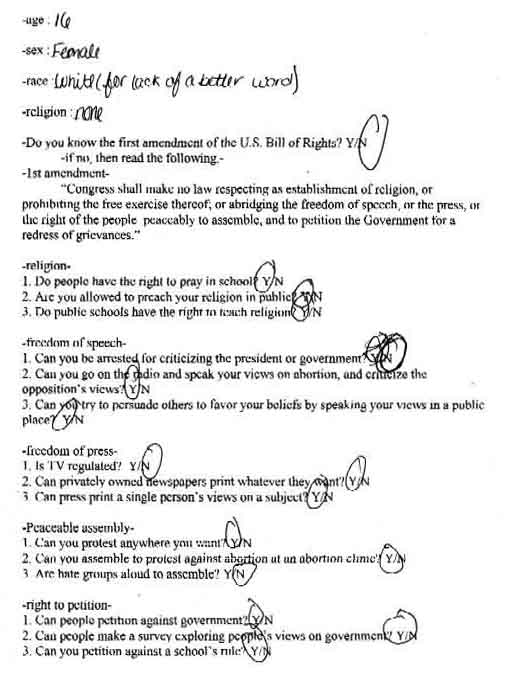 -age : 16
-sex : Female
-race : White (for lack of a better word)
-religion : none
-Do you know the first amendment of the U.S. Bill of Rights? Y/N
-if no, then read the following.-
-1st amendment-
"Congress shall make no law respecting as establishment of religion, or
prohibiting the free exercise thereof; or abridging the freedom of speech, or the press, or
the right of the people peaceably to assemble, and to petition the Government for a
redress of grievances."
-religion-
1. Do people have the right to pray in school? Y/N
2. Are you allowed to preach your religion in public? Y/N
3. Do public schools have the right to teach religion? Y/N
-freedom of speech-
1. Can you be arrested for criticizing the president or government? Y/N
2. Can you go on the radio and speak your views on abortion, and criticize the
opposition's views? Y/N
3. Can you try to persuade others to favor your beliefs by speaking your views in a public
place? Y/N
-freedom of press-
1. Is TV regulated? Y/N
2. Can privately owned newspapers print whatever they want? Y/N
3 Can press print a single person's views on a subject? Y/N
-Peaceable assembly-
1. Can you protest anywhere you want? Y/N
2. Can you assemble to protest against abortion at an abortion clinic? Y/N
3 Are hate groups aloud to assemble? Y/N
-right to petition-
1. Can people petition against government? Y/N
2. Can people make a survey exploring people's views on government? Y/N
3. Can you petition against a school's rule? Y/N